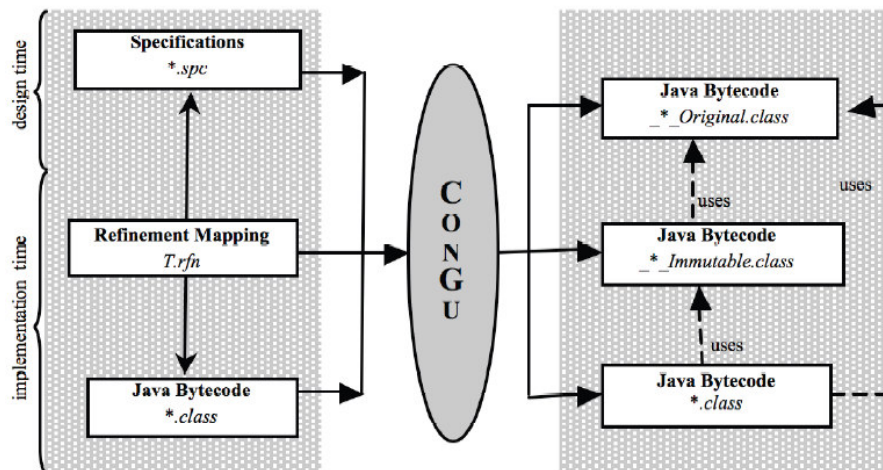 design time
implementation time
Specifications
*.spc
Refinement Mapping
T.rfn
Java Bytecode
*.class
CONGU
Java Bytecode
_*_Original.class
uses
uses
Java Bytecode
_*_Immutable.class
uses
Java Bytecode
*.class